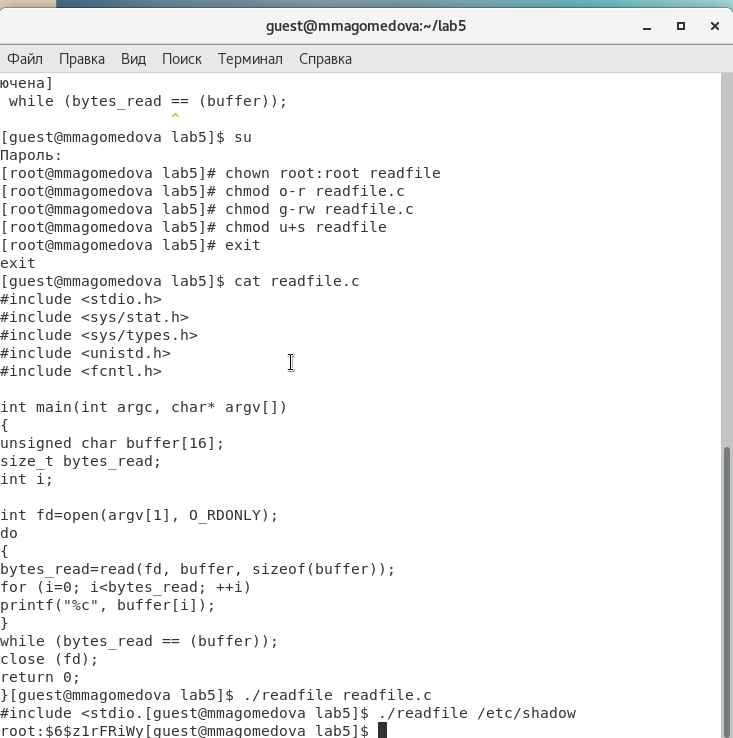 guest@mmagomedova:~/lab5
Файл Правка Вид Поиск Терминал Справка
ючена]
 while (bytes_read == (buffer));
                   ^
[guest@mmagomedova lab5]$ su
Пароль:
[root@mmagomedova lab5]# chown root:root readfile
[root@mmagomedova lab5]# chmod o-r readfile.c
[root@mmagomedova lab5]# chmod g-rw readfile.c
[root@mmagomedova lab5]# chmod u+s readfile
[root@mmagomedova lab5]# exit
exit
[guest@mmagomedova lab5]$ cat readfile.c
#include <stdio.h>
#include <sys/stat.h>
#include <sys/types.h>
#include <unistd.h>
#include <fcntl.h>

int main(int argc, char* argv[])
{
unsigned char buffer[16];
size_t bytes_read;
int i;

int fd=open(argv[1], O_RDONLY);
do
{
bytes_read=read(fd, buffer, sizeof(buffer));
for (i=0; i<bytes_read; ++i)
printf("%c", buffer[i]);
}
while (bytes_read == (buffer));
close (fd);
return 0;
}[guest@mmagomedova lab5]$ ./readfile readfile.c
#include <stdio.[guest@mmagomedova lab5]$ ./readfile /etc/shadow
root:$6$z1rFRiWy[guest@mmagomedova lab5]$